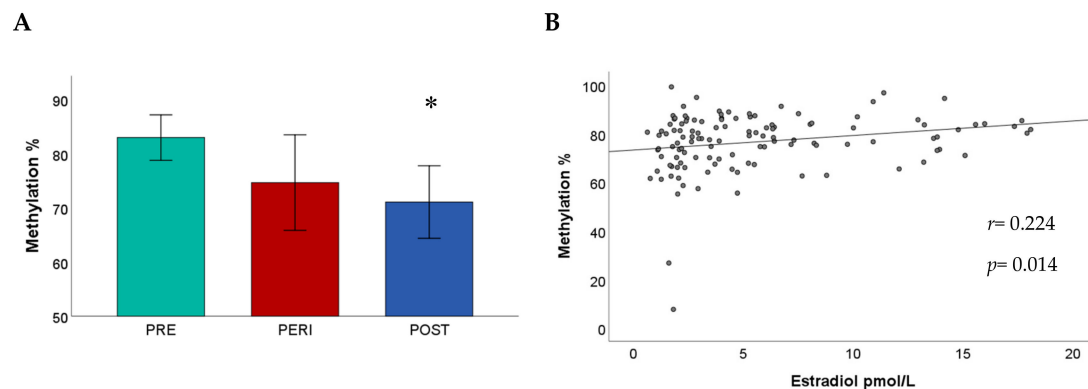 A
Methylation %
90
80
70
60
50
*
PRE PERI POST
B
Methylation %
100
80
60
40
20
0
r= 0.224
p= 0.014
0 5 10 15 20
Estradiol pmol/L